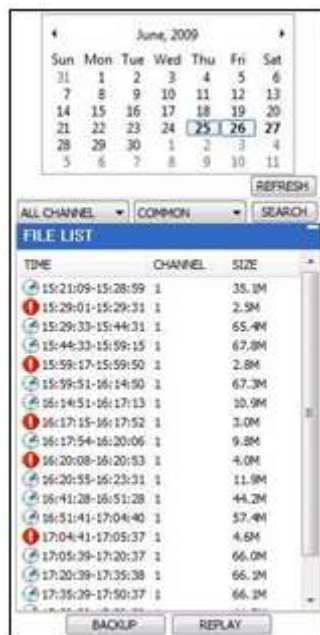 June, 2009
Sun Mon Tue Wed Thu Fri Sat
31 1 2 3 4 5 6
7 8 9 10 11 12 13
14 15 16 17 18 19 20
21 22 23 24 25 26 27
28 29 30 1 2 3 4
5 6 7 8 9 10 11
REFRESH
ALL CHANNEL COMMON SEARCH
FILE LIST
TIME CHANNEL SIZE
15:21:09-15:28:59 1 35.1M
15:29:01-15:29:31 1 2.5M
15:29:33-15:44:31 1 65.4M
15:44:33-15:59:15 1 67.8M
15:59:17-15:59:50 1 2.8M
15:59:51-16:14:50 1 67.3M
16:14:51-16:17:13 1 10.9M
16:17:15-16:17:52 1 3.0M
16:17:54-16:20:06 1 9.8M
16:20:08-16:20:53 1 4.0M
16:20:55-16:23:31 1 11.9M
16:41:28-16:51:28 1 44.2M
16:51:41-17:04:40 1 57.4M
17:04:41-17:05:37 1 4.6M
17:05:39-17:20:37 1 66.0M
17:20:39-17:35:38 1 66.1M
17:35:39-17:50:37 1 66.1M
BACKUP REPLAY